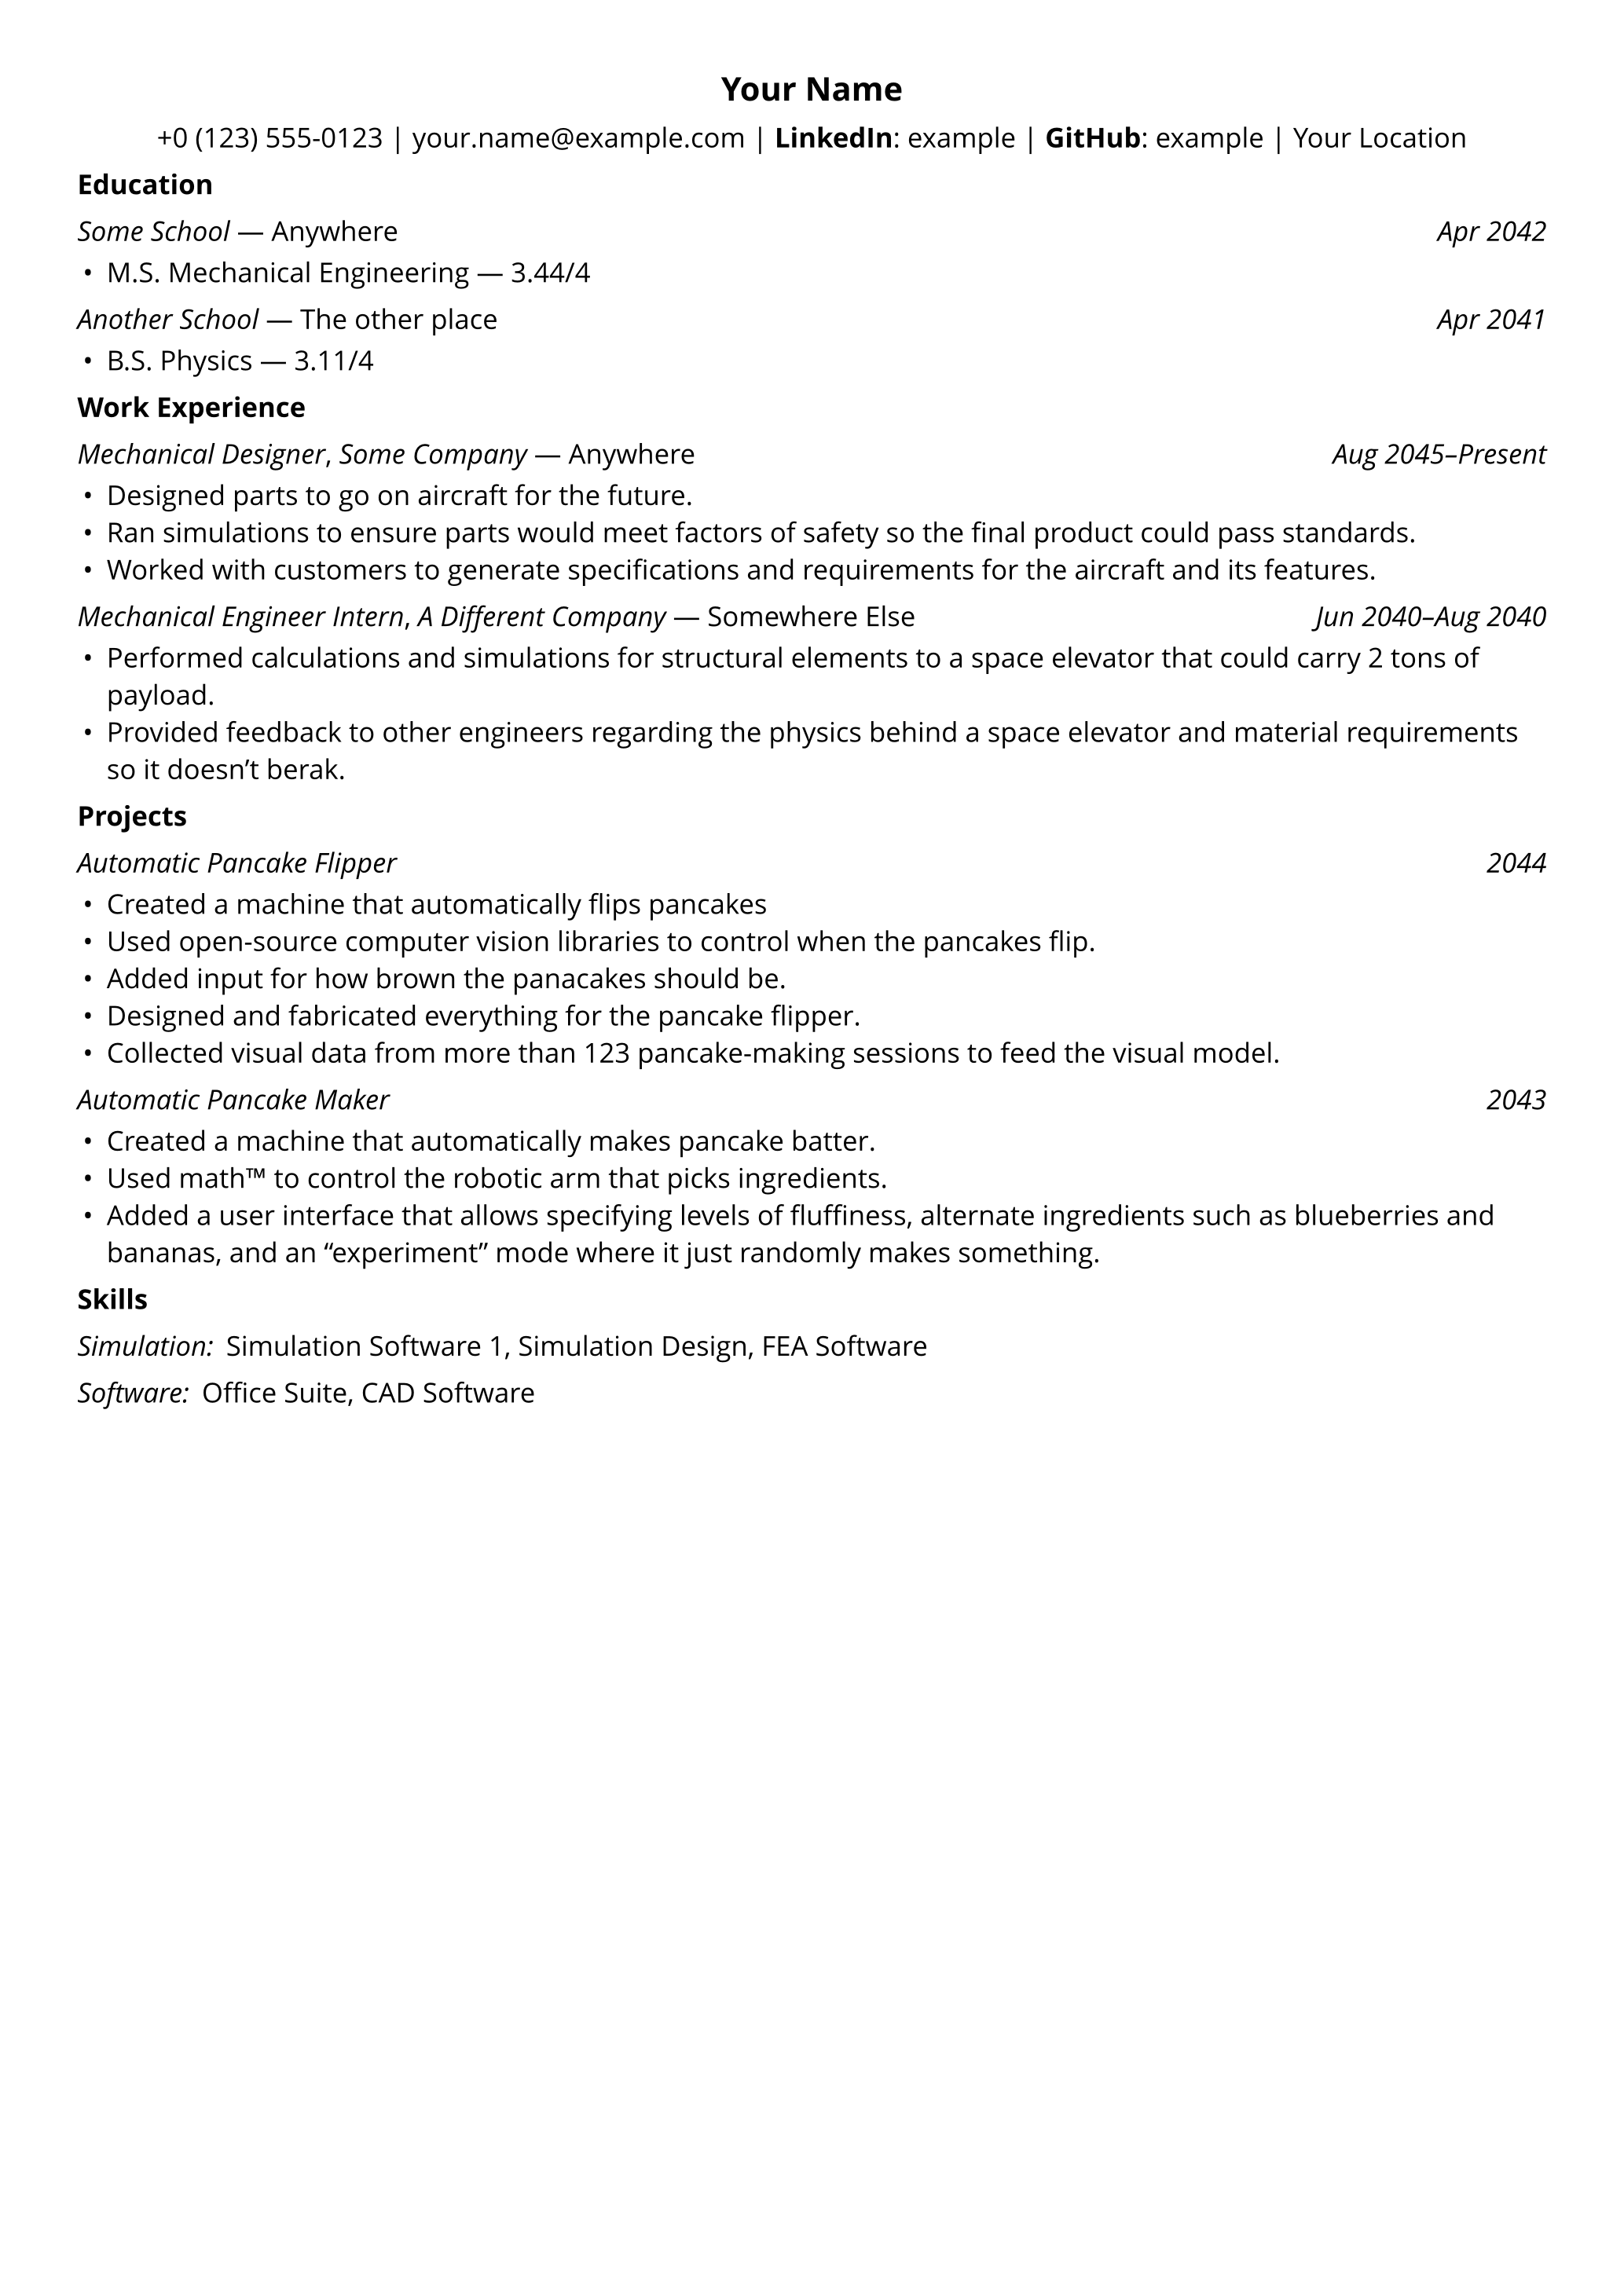 Your Name
+0 (123) 555-0123 | your.name@example.com | LinkedIn: example | GitHub: example | Your Location
Education
Some School — Anywhere Apr 2042
• M.S. Mechanical Engineering — 3.44/4
Another School — The other place Apr 2041
• B.S. Physics — 3.11/4
Work Experience
Mechanical Designer, Some Company — Anywhere Aug 2045–Present
• Designed parts to go on aircraft for the future.
• Ran simulations to ensure parts would meet factors of safety so the final product could pass standards.
• Worked with customers to generate specifications and requirements for the aircraft and its features.
Mechanical Engineer Intern, A Different Company — Somewhere Else Jun 2040–Aug 2040
• Performed calculations and simulations for structural elements to a space elevator that could carry 2 tons of
payload.
• Provided feedback to other engineers regarding the physics behind a space elevator and material requirements
so it doesn’t berak.
Projects
Automatic Pancake Flipper 2044
• Created a machine that automatically flips pancakes
• Used open-source computer vision libraries to control when the pancakes flip.
• Added input for how brown the panacakes should be.
• Designed and fabricated everything for the pancake flipper.
• Collected visual data from more than 123 pancake-making sessions to feed the visual model.
Automatic Pancake Maker 2043
• Created a machine that automatically makes pancake batter.
• Used math™ to control the robotic arm that picks ingredients.
• Added a user interface that allows specifying levels of fluffiness, alternate ingredients such as blueberries and
bananas, and an “experiment” mode where it just randomly makes something.
Skills
Simulation: Simulation Software 1, Simulation Design, FEA Software
Software: Office Suite, CAD Software